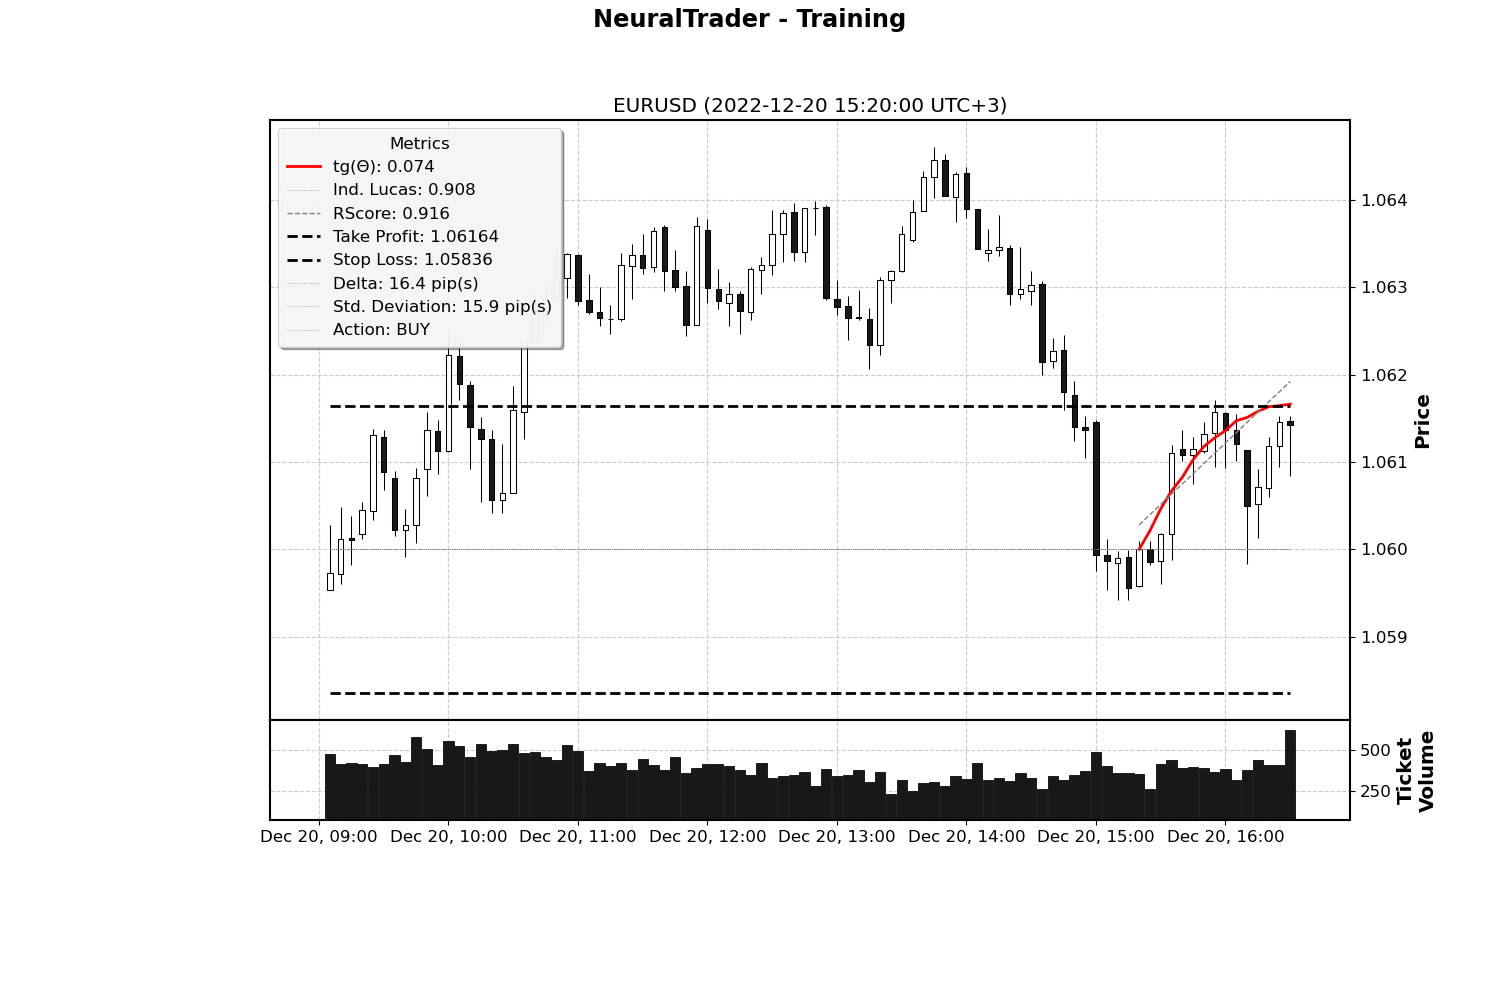 NeuralTrader - Training
EURUSD (2022-12-20 15:20:00 UTC+3)
Metrics
tg(Θ): 0.074
Ind. Lucas: 0.908
RScore: 0.916
Take Profit: 1.06164
Stop Loss: 1.05836
Delta: 16.4 pip(s)
Std. Deviation: 15.9 pip(s)
Action: BUY
1.064
1.063
1.062
1.061
1.060
1.059
Price
500
250
Ticket
Volume
Dec 20, 09:00
Dec 20, 10:00
Dec 20, 11:00
Dec 20, 12:00
Dec 20, 13:00
Dec 20, 14:00
Dec 20, 15:00
Dec 20, 16:00